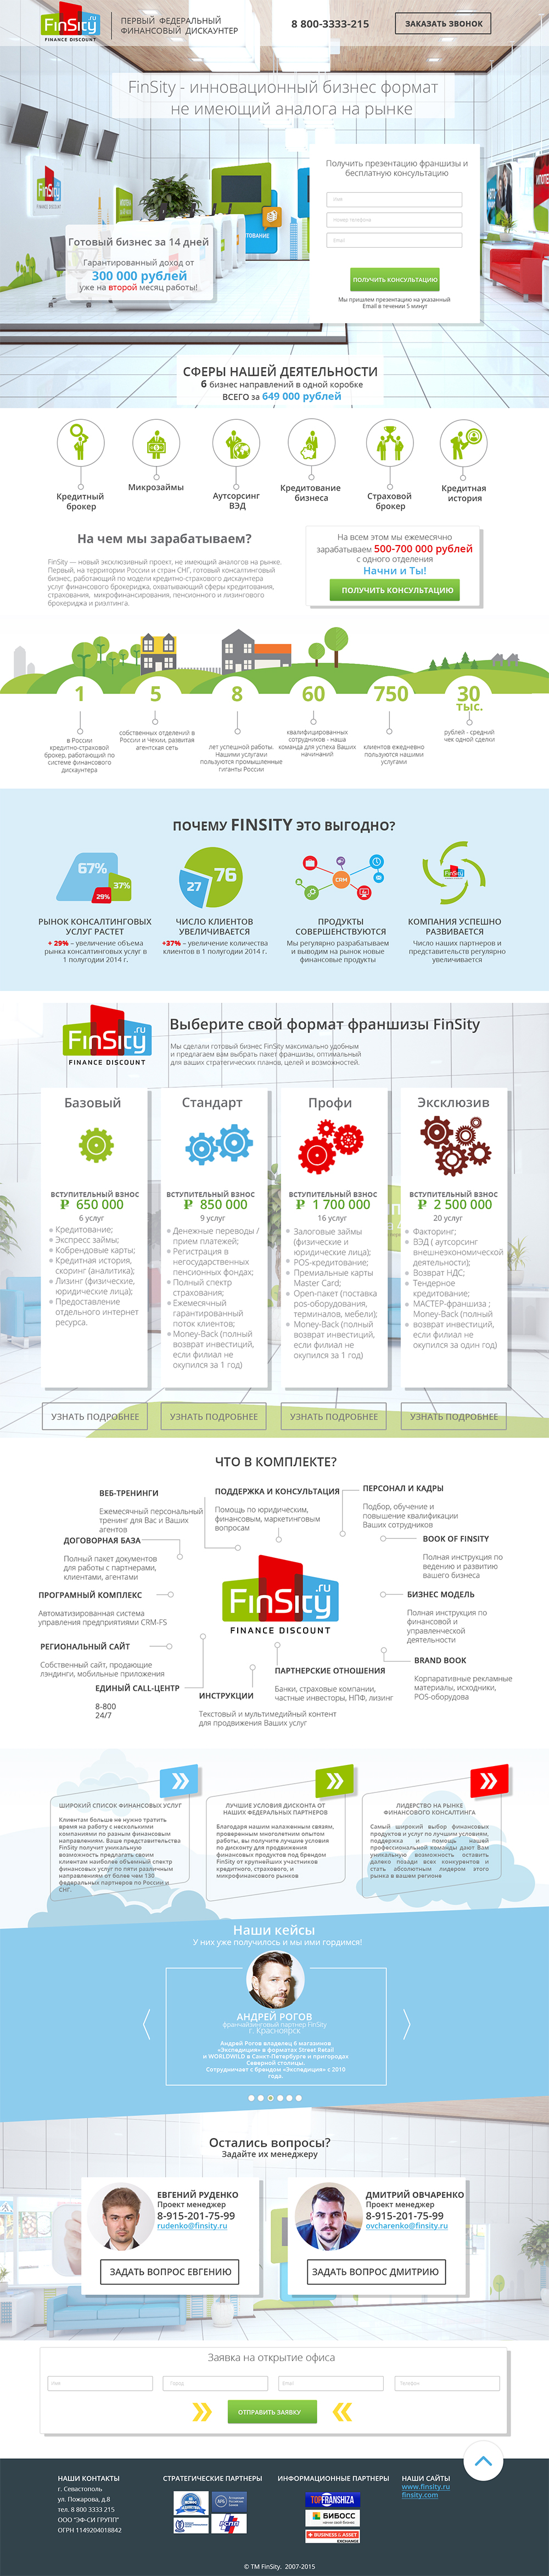 FinSity.ru
FINANCE DISCOUNT
ПЕРВЫЙ ФЕДЕРАЛЬНЫЙ
ФИНАНСОВЫЙ ДИСКАУНТЕР
8 800-3333-215
ЗАКАЗАТЬ ЗВОНОК
FinSity - инновационный бизнес формат
не имеющий аналога на рынке
Готовый бизнес за 14 дней
Гарантированный доход от
300 000 рублей
уже на второй месяц работы!
Получить презентацию франшизы и
бесплатную консультацию
Имя
Номер телефона
Email
ПОЛУЧИТЬ КОНСУЛЬТАЦИЮ
Мы пришлем презентацию на указанный
Email в течении 5 минут
СФЕРЫ НАШЕЙ ДЕЯТЕЛЬНОСТИ
6 бизнес направлений в одной коробке
ВСЕГО за 649 000 рублей
Кредитный
брокер
Микрозаймы
Аутсорсинг
ВЭД
Кредитование
бизнеса
Страховой
брокер
Кредитная
история
На чем мы зарабатываем?
FinSity — новый эксклюзивный проект, не имеющий аналогов на рынке.
Первый, на территории России и стран СНГ, готовый консалтинговый
бизнес, работающий по модели кредитно-страхового дискаунтера
услуг финансового брокериджа,охватывающий сферы кредитования,
страхования, микрофинансирования, пенсионного и лизингового
брокериджа и риэлтинга.
На всем этом мы ежемесячно
зарабатываем 500-700 000 рублей
с одного отделения
Начни и Ты!
ПОЛУЧИТЬ КОНСУЛЬТАЦИЮ
1
в России
кредитно-страховой
брокер, работающий по
системе финансового
дискаунтера
5
собственных отделений в
России и Чехии, развитая
агентская сеть
8
лет успешной работы.
Нашими услугами
пользуются промышленные
гиганты России
60
квалифицированных
сотрудников - наша
команда для успеха Ваших
начинаний
750
клиентов ежедневно
пользуются нашими
услугами
30
тыс.
рублей - средний
чек одной сделки
ПОЧЕМУ FINSITY ЭТО ВЫГОДНО?
67%
37%
29%
РЫНОК КОНСАЛТИНГОВЫХ
УСЛУГ РАСТЕТ
+ 29% – увеличение объема
рынка консалтинговых услуг в
1 полугодии 2014 г.
76
27
ЧИСЛО КЛИЕНТОВ
УВЕЛИЧИВАЕТСЯ
+37% – увеличение количества
клиентов в 1 полугодии 2014 г.
CRM
ПРОДУКТЫ
СОВЕРШЕНСТВУЮТСЯ
Мы регулярно разрабатываем
и выводим на рынок новые
финансовые продукты
FinSity
КОМПАНИЯ УСПЕШНО
РАЗВИВАЕТСЯ
Число наших партнеров и
представительств регулярно
увеличивается
FinSity.ru
FINANCE DISCOUNT
Выберите свой формат франшизы FinSity
Мы сделали готовый бизнес FinSity максимально удобным
и предлагаем вам выбрать пакет франшизы, оптимальный
для ваших стратегических планов, целей и возможностей.
Базовый
ВСТУПИТЕЛЬНЫЙ ВЗНОС
₽ 650 000
6 услуг
Кредитование;
Экспресс займы;
Кобрендовые карты;
Кредитная история,
скоринг (аналитика);
Лизинг (физические,
юридические лица);
Предоставление
отдельного интернет
ресурса.
УЗНАТЬ ПОДРОБНЕЕ
Стандарт
ВСТУПИТЕЛЬНЫЙ ВЗНОС
₽ 850 000
9 услуг
Денежные переводы /
прием платежей;
Регистрация в
негосударственных
пенсионных фондах;
Полный спектр
страхования;
Ежемесячный
гарантированный
поток клиентов;
Money-Back (полный
возврат инвестиций,
если филиал не
окупился за 1 год)
УЗНАТЬ ПОДРОБНЕЕ
Профи
ВСТУПИТЕЛЬНЫЙ ВЗНОС
₽ 1 700 000
16 услуг
Залоговые займы
(физические и
юридические лица);
POS-кредитование;
Премиальные карты
Master Card;
Open-пакет (поставка
pos-оборудования,
терминалов, мебели);
Money-Back (полный
возврат инвестиций,
если филиал не
окупился за 1 год)
УЗНАТЬ ПОДРОБНЕЕ
Эксклюзив
ВСТУПИТЕЛЬНЫЙ ВЗНОС
₽ 2 500 000
20 услуг
Факторинг;
ВЭД ( аутсорсинг
внешнеэкономической
деятельности);
Возврат НДС;
Тендерное
кредитование;
МАСТЕР-франшиза ;
Money-Back (полный
возврат инвестиций,
если филиал не
окупился за один год)
УЗНАТЬ ПОДРОБНЕЕ
ЧТО В КОМПЛЕКТЕ?
ВЕБ-ТРЕНИНГИ
Ежемесячный персональный
тренинг для Вас и Ваших
агентов
ПОДДЕРЖКА И КОНСУЛЬТАЦИЯ
Помощь по юридическим,
финансовым, маркетинговым
вопросам
ПЕРСОНАЛ И КАДРЫ
Подбор, обучение и
повышение квалификации
Ваших сотрудников
ДОГОВОРНАЯ БАЗА
Полный пакет документов
для работы с партнерами,
клиентами, агентами
BOOK OF FINSITY
Полная инструкция по
ведению и развитию
вашего бизнеса
ПРОГРАМНЫЙ КОМПЛЕКС
Автоматизированная система
управления предприятиями CRM-FS
FinSity.ru
FINANCE DISCOUNT
БИЗНЕС МОДЕЛЬ
Полная инструкция по
финансовой и
управленческой
деятельности
РЕГИОНАЛЬНЫЙ САЙТ
Собственный сайт, продающие
лэндинги, мобильные приложения
BRAND BOOK
Корпаративные рекламные
материалы, исходники,
POS-оборудова
ЕДИНЫЙ CALL-ЦЕНТР
8-800
24/7
ИНСТРУКЦИИ
Текстовый и мультимедийный контент
для продвижения Ваших услуг
ПАРТНЕРСКИЕ ОТНОШЕНИЯ
Банки, страховые компании,
частные инвесторы, НПФ, лизинг
ШИРОКИЙ СПИСОК ФИНАНСОВЫХ УСЛУГ
Клиентам больше не нужно тратить
время на работу с несколькими
компаниями по разным финансовым
направлениям. Ваше представительства
FinSity получит уникальную
возможность предлагать своим
клиентам наиболее объемный спектр
финансовых услуг по пяти различным
направлениям от более чем 130
федеральных партнеров по России и
СНГ.
ЛУЧШИЕ УСЛОВИЯ ДИСКОНТА ОТ
НАШИХ ФЕДЕРАЛЬНЫХ ПАРТНЕРОВ
Благодаря нашим налаженным связям,
проверенным многолетним опытом
работы, вы получите лучшие условия
по дисконту для продвижения
финансовых продуктов под брендом
FinSity от крупнейших участников
кредитного, страхового, и
микрофинансового рынков
ЛИДЕРСТВО НА РЫНКЕ
ФИНАНСОВОГО КОНСАЛТИНГА
Самый широкий выбор финансовых
продуктов и услуг по лучшим условиям,
поддержка и помощь нашей
профессиональной команды дают Вам
уникальную возможность оставить
далеко позади всех конкурентов и
стать абсолютным лидером этого
рынка в вашем регионе
Наши кейсы
У них уже получилось и мы ими гордимся!
АНДРЕЙ РОГОВ
франчайзинговый партнер FinSity
г. Красноярск
Андрей Рогов владелец 6 магазинов
«Экспедиция» в форматах Street Retail
и WORLDWILD в Санкт-Петербурге и пригородах
Северной столицы.
Сотрудничает с брендом «Экспедиция» с 2010
года.
Остались вопросы?
Задайте их менеджеру
ЕВГЕНИЙ РУДЕНКО
Проект менеджер
8-915-201-75-99
rudenko@finsity.ru
ЗАДАТЬ ВОПРОС ЕВГЕНИЮ
ДМИТРИЙ ОВЧАРЕНКО
Проект менеджер
8-915-201-75-99
ovcharenko@finsity.ru
ЗАДАТЬ ВОПРОС ДМИТРИЮ
Заявка на открытие офиса
Имя
Город
Email
Телефон
ОТПРАВИТЬ ЗАЯВКУ
НАШИ КОНТАКТЫ
г. Севастополь
ул. Пожарова, д.8
тел. 8 800 3333 215
ООО "ЭФ-СИ ГРУПП"
ОГРН 1149204018842
СТРАТЕГИЧЕСКИЕ ПАРТНЕРЫ
ИНФОРМАЦИОННЫЕ ПАРТНЕРЫ
TOPFRANSHIZA
БИБОСС
BUSINESS & ASSET
EXCHANGE
НАШИ САЙТЫ
www.finsity.ru
finsity.com
© ТМ FinSity. 2007-2015